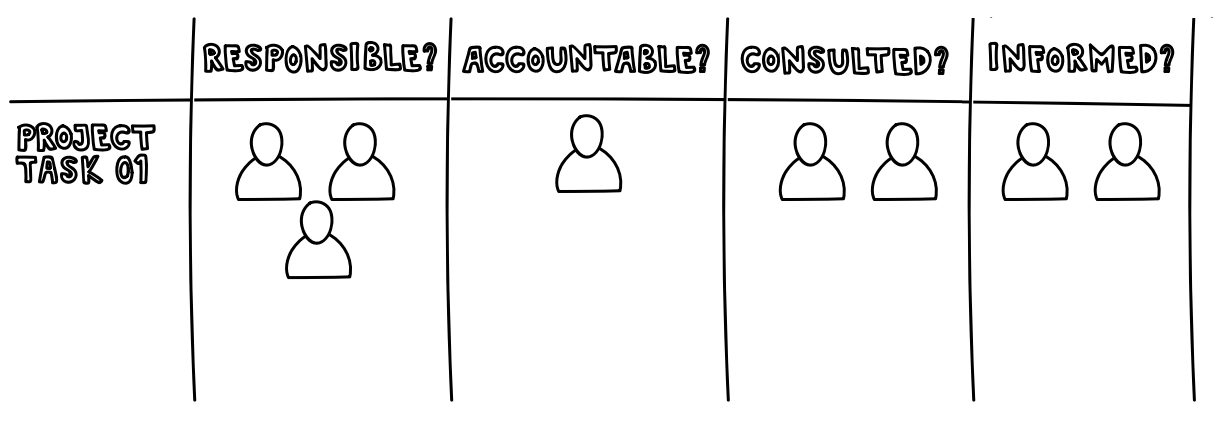 RESPONSIBLE?
ACCOUNTABLE?
CONSULTED?
INFORMED?
PROJECT
TASK 01